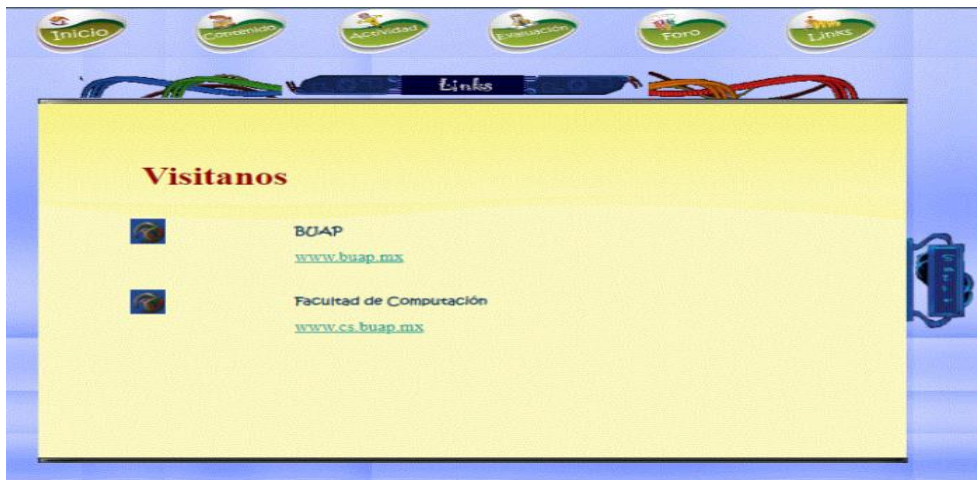 Inicio
Contenido
Actividad
Evaluación
Foro
Links
Links
Visitanos
BUAP
www.buap.mx
Facultad de Computación
www.cs.buap.mx